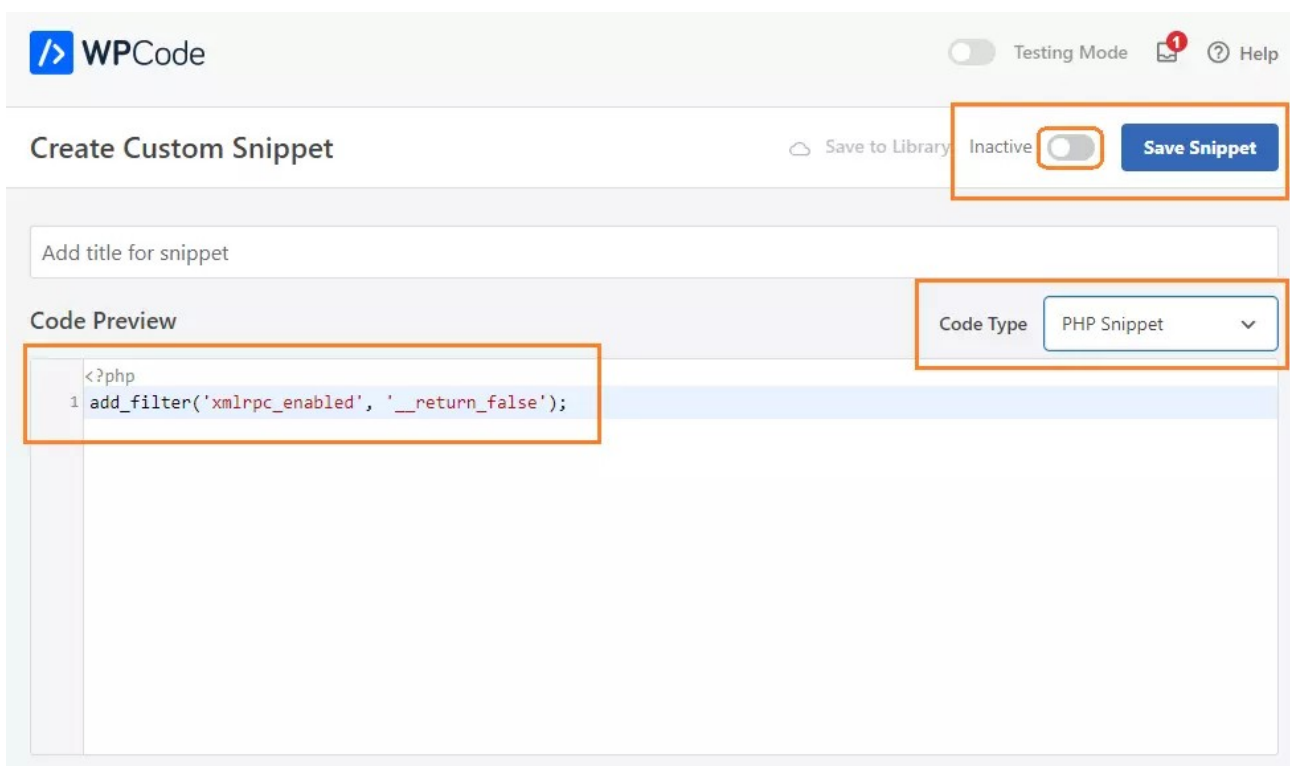 WPCode
Testing Mode 1 Help
Create Custom Snippet Save to Library Inactive Save Snippet
Add title for snippet
Code Preview Code Type PHP Snippet
<?php
1 add_filter('xmlrpc_enabled', '__return_false');